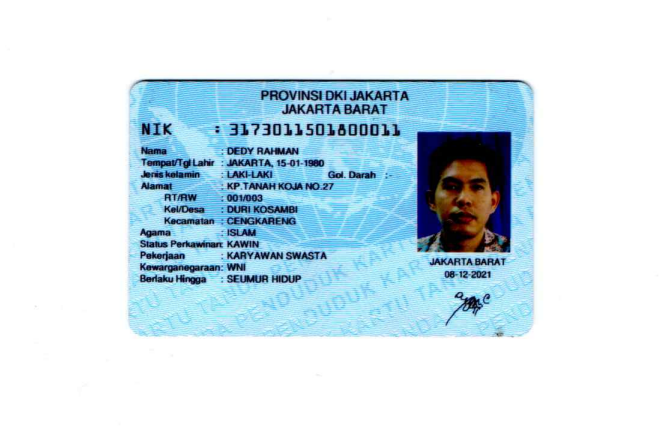 PROVINSI DKI JAKARTA
JAKARTA BARAT
NIK : 3173011501800011
Nama : DEDY RAHMAN
Tempat/Tgl Lahir : JAKARTA, 15-01-1980
Jenis kelamin : LAKI-LAKI Gol. Darah : -
Alamat : KP.TANAH KOJA NO.27
RT/RW : 001/003
Kel/Desa : DURI KOSAMBI
Kecamatan : CENGKARENG
Agama : ISLAM
Status Perkawinan: KAWIN
Pekerjaan : KARYAWAN SWASTA
Kewarganegaraan: WNI
Berlaku Hingga : SEUMUR HIDUP
JAKARTA BARAT
08-12-2021
KARTU TANDA PENDUDUK KARTU TANDA PENDUDUK